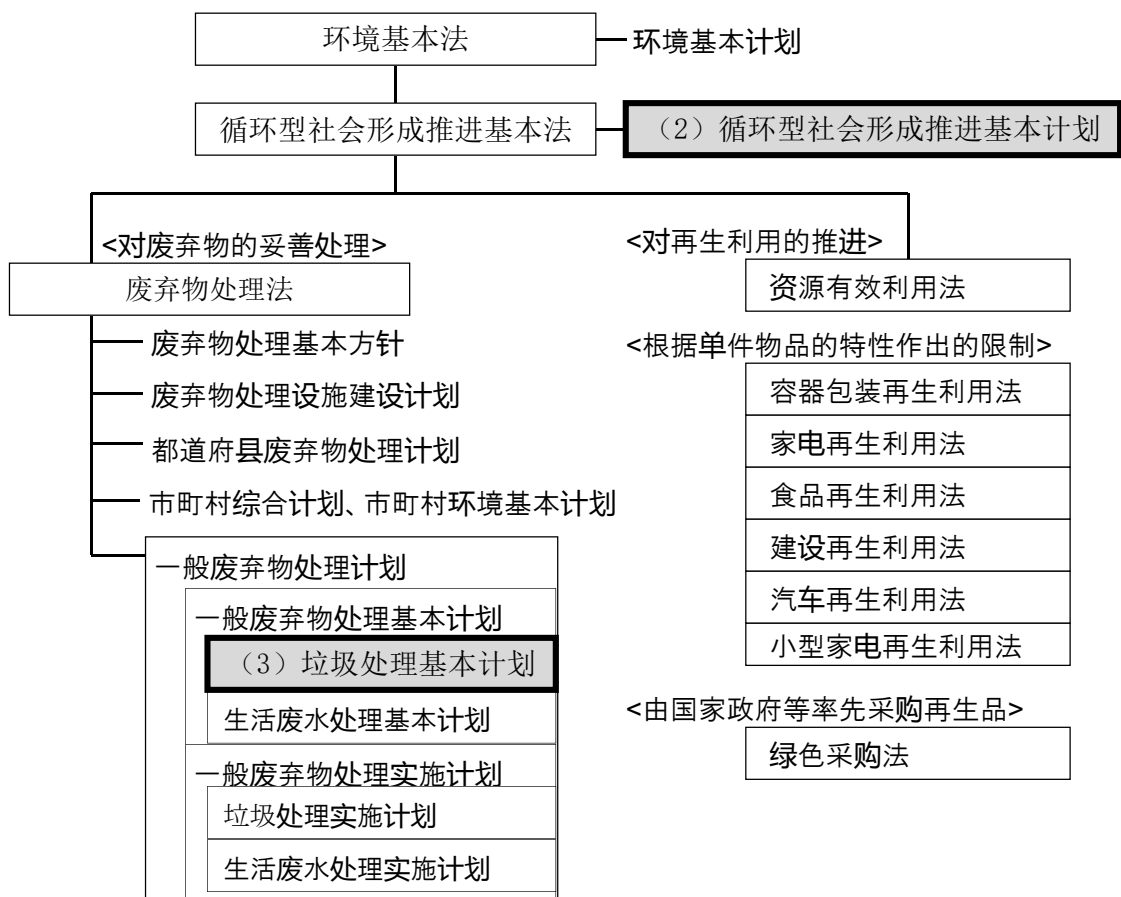 环境基本法
环境基本计划
循环型社会形成推进基本法
（2）循环型社会形成推进基本计划
<对废弃物的妥善处理>
废弃物处理法
废弃物处理基本方针
废弃物处理设施建设计划
都道府县废弃物处理计划
市町村综合计划、市町村环境基本计划
一般废弃物处理计划
一般废弃物处理基本计划
（3）垃圾处理基本计划
生活废水处理基本计划
一般废弃物处理实施计划
垃圾处理实施计划
生活废水处理实施计划
<对再生利用的推进>
资源有效利用法
<根据单件物品的特性作出的限制>
容器包装再生利用法
家电再生利用法
食品再生利用法
建设再生利用法
汽车再生利用法
小型家电再生利用法
<由国家政府等率先采购再生品>
绿色采购法